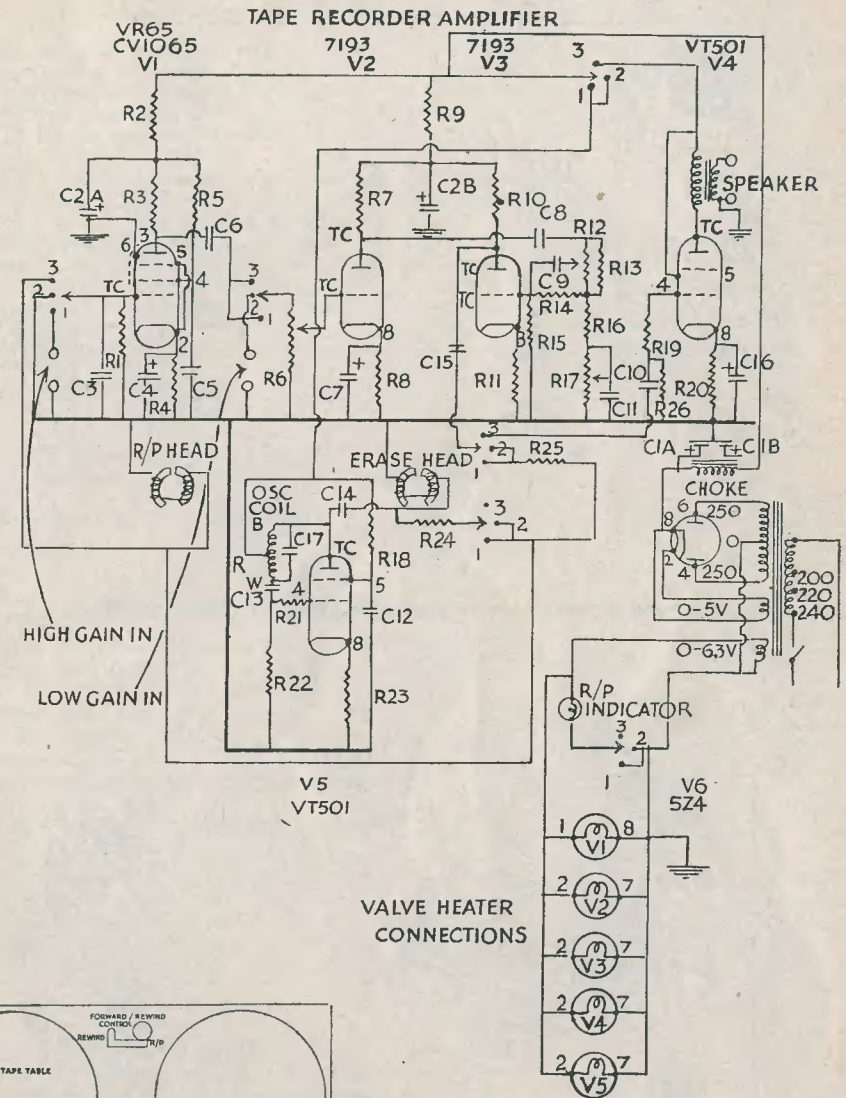 TAPE RECORDER AMPLIFIER
VR65
CV1065
V1
7193
V2
7193
V3
VT501
V4
3
2
1
R2
R9
C2A
+
R3
R5
C6
R7
C2B
+
R10
C8
R12
R13
SPEAKER
TC
3
6
5
4
TC
2
3
2
1
3
2
1
TC
TC
8
TC
TC
C9
R14
8
R15
R16
TC
4
5
8
R1
C3
C4
+
R4
C5
R6
C7
+
R8
C15
R11
R17
C11
C10
R19
R26
R20
+
C16
R/P HEAD
ERASE HEAD
3
2
1
R25
C1A
+
+
C1B
CHOKE
OSC
COIL
B
C14
C17
R
W
C13
TC
R18
R24
3
2
1
4
5
R21
C12
8
R22
R23
6
250
8
0
2
4
250
0-5V
0-6.3V
200
220
240
HIGH GAIN IN
LOW GAIN IN
R/P
INDICATOR
3
2
1
V5
VT501
V6
5Z4
1
V1
8
2
V2
7
2
V3
7
2
V4
7
2
V5
7
VALVE HEATER
CONNECTIONS
FORWARD / REWIND
CONTROL
REWIND
R/P
TAPE TABLE